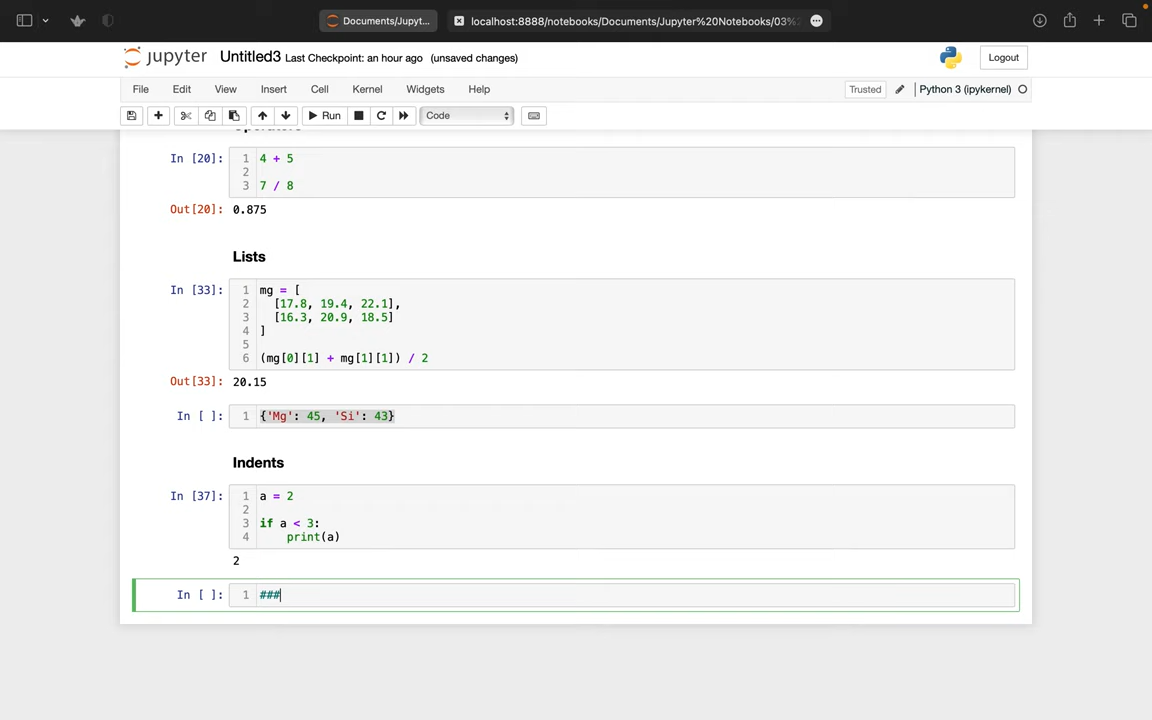 Documents/Jupyt...
localhost:8888/notebooks/Documents/Jupyter%20Notebooks/03%
jupyter Untitled3 Last Checkpoint: an hour ago (unsaved changes)
Logout
File Edit View Insert Cell Kernel Widgets Help
Trusted Python 3 (ipykernel)
Run Code
Operators
In [20]: 1 4 + 5
2
3 7 / 8
Out[20]: 0.875
Lists
In [33]: 1 mg = [
2 [17.8, 19.4, 22.1],
3 [16.3, 20.9, 18.5]
4 ]
5
6 (mg[0][1] + mg[1][1]) / 2
Out[33]: 20.15
In [ ]: 1 {'Mg': 45, 'Si': 43}
Indents
In [37]: 1 a = 2
2
3 if a < 3:
4 print(a)
2
In [ ]: 1 ###